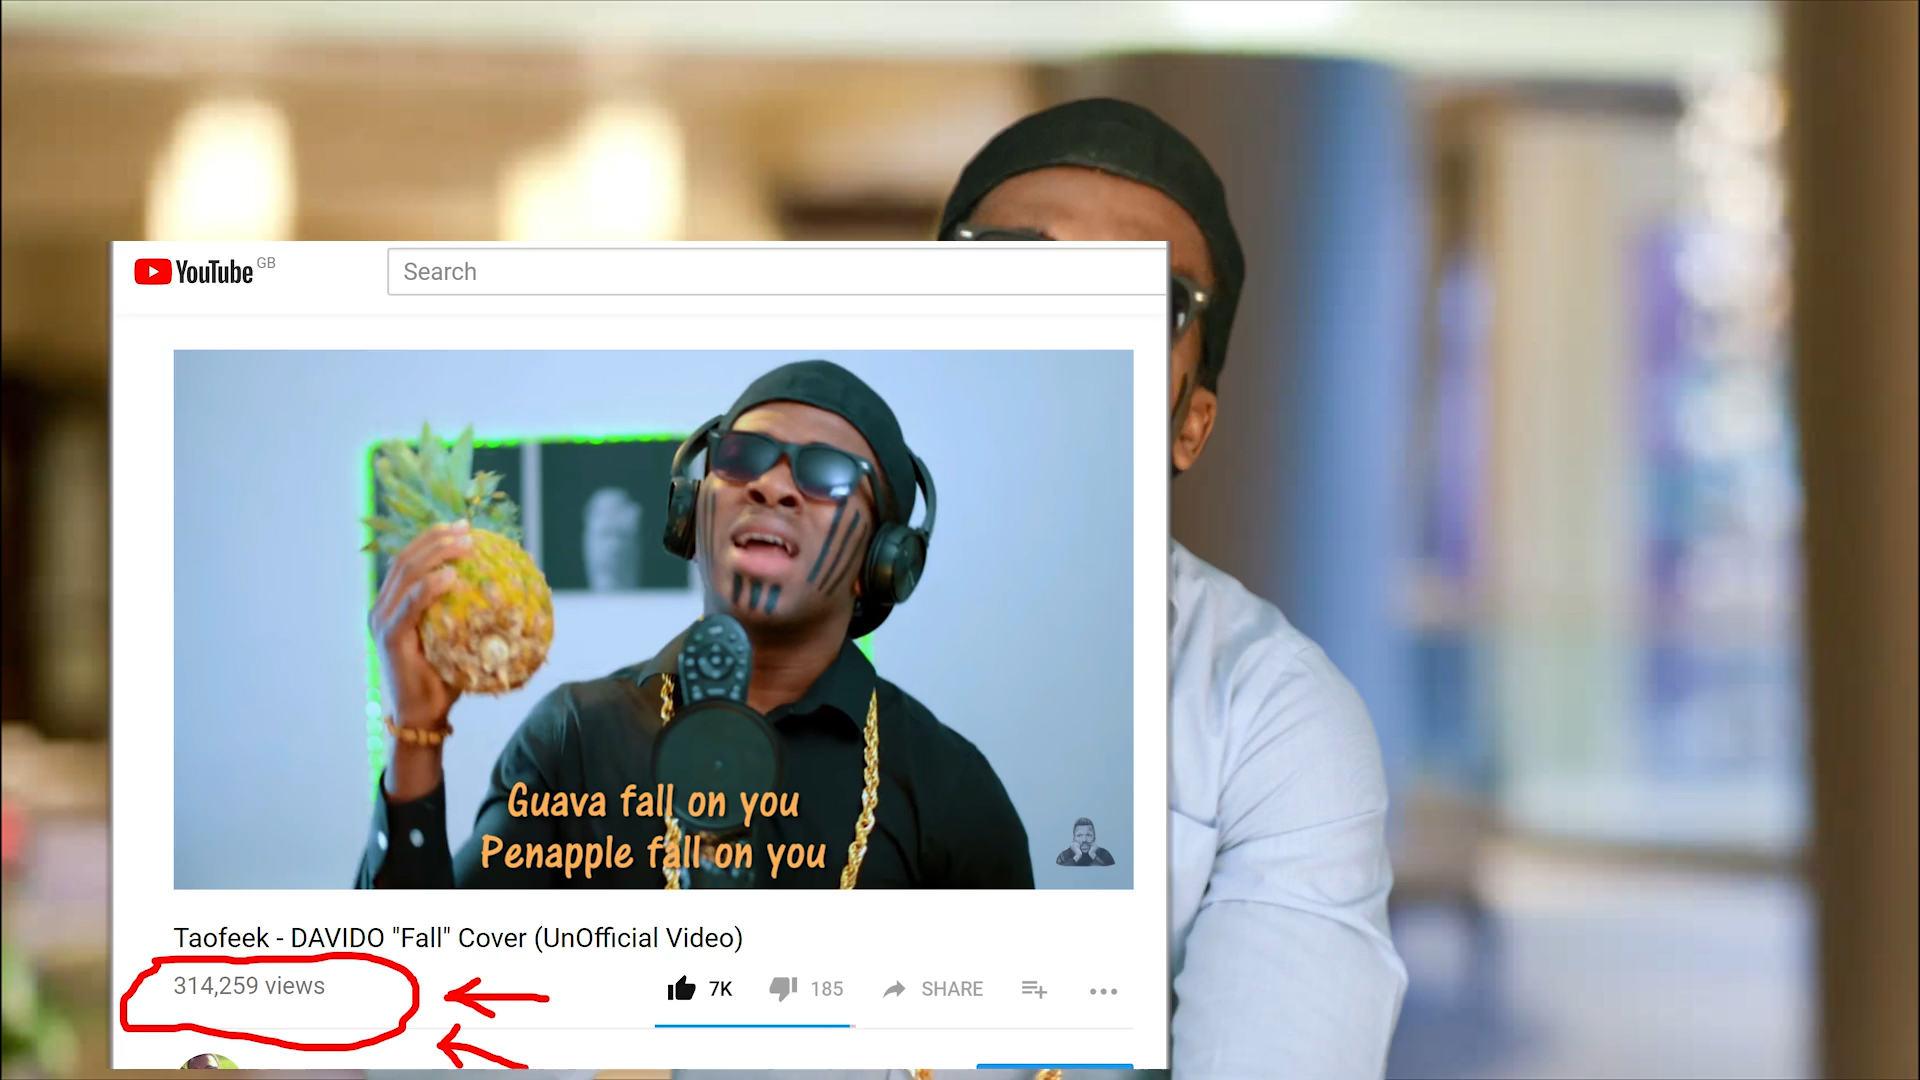 YouTube GB
Search
Guava fall on you
Penapple fall on you
Taofeek - DAVIDO "Fall" Cover (UnOfficial Video)
314,259 views
7K
185
SHARE